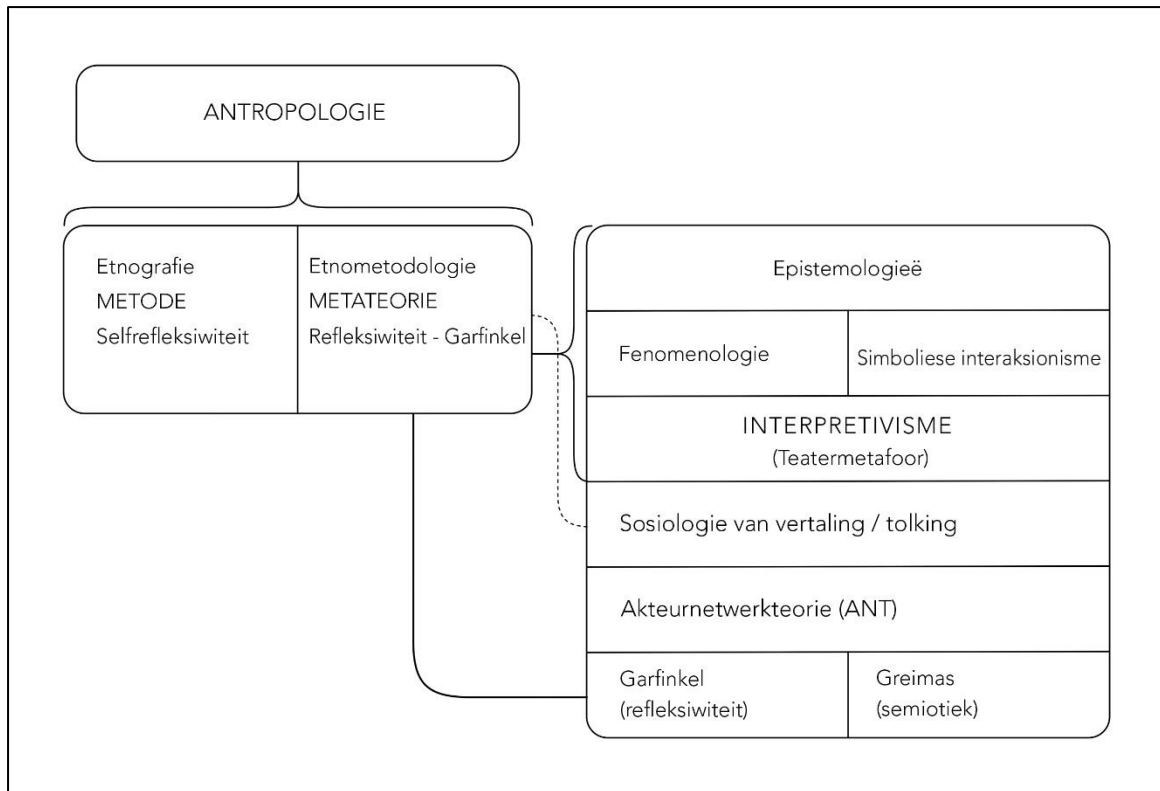 ANTROPOLOGIE
Etnografie
METODE
Selfrefleksiwiteit
Etnometodologie
METATEORIE
Refleksiwiteit - Garfinkel
Epistemologieë
Fenomenologie
Simboliese interaksionisme
INTERPRETIVISME
(Teatermetafoor)
Sosiologie van vertaling / tolking
Akteurnetwerkteorie (ANT)
Garfinkel
(refleksiwiteit)
Greimas
(semiotiek)